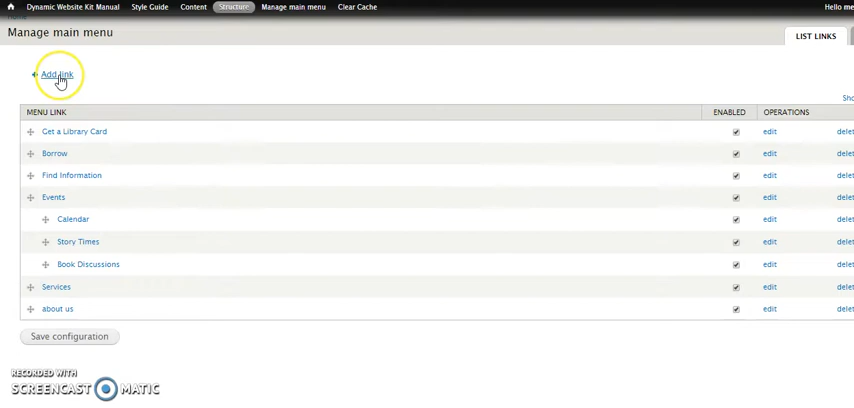 Dynamic Website Kit Manual Style Guide Content Structure Manage main menu Clear Cache Hello me
Home
Manage main menu
LIST LINKS
Add link
Sho
MENU LINK ENABLED OPERATIONS
Get a Library Card edit delet
Borrow edit delet
Find Information edit delet
Events edit delet
Calendar edit delet
Story Times edit delet
Book Discussions edit delet
Services edit delet
about us edit delet
Save configuration
RECORDED WITH
SCREENCAST MATIC